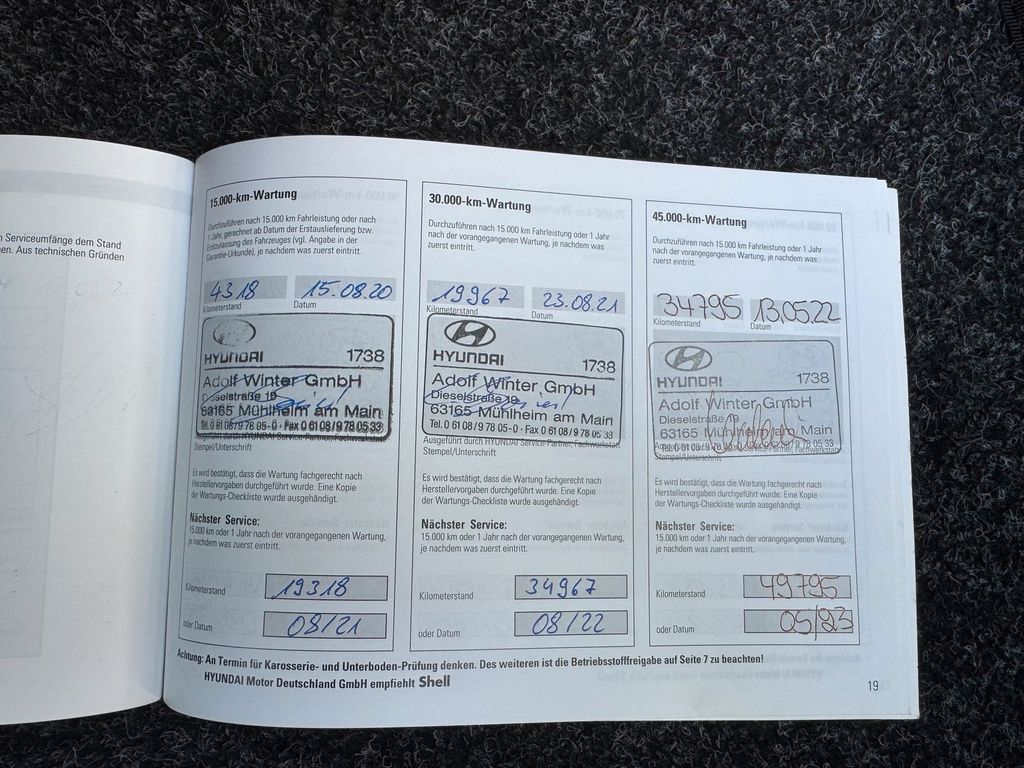 n Serviceumfänge dem Stand
en. Aus technischen Gründen
15.000-km-Wartung
Durchzuführen nach 15.000 km Fahrleistung oder nach
1 Jahr, gerechnet ab Datum der Erstauslieferung bzw.
Erstzulassung des Fahrzeuges (vgl. Angabe in der
Garantie-Urkunde), je nachdem was zuerst eintritt.
4318 15.08.20
Kilometerstand Datum
HYUNDAI 1738
Adolf Winter GmbH
Dieselstraße 19
63165 Mühlheim am Main
Tel. 0 61 08/9 78 05-0 · Fax 0 61 08/9 78 05 33
Ausgeführt durch HYUNDAI Service-Partner, Fachwerkstatt
Stempel/Unterschrift
Es wird bestätigt, dass die Wartung fachgerecht nach
Herstellervorgaben durchgeführt wurde. Eine Kopie
der Wartungs-Checkliste wurde ausgehändigt.
Nächster Service:
15.000 km oder 1 Jahr nach der vorangegangenen Wartung,
je nachdem was zuerst eintritt.
Kilometerstand 19318
oder Datum 08/21
30.000-km-Wartung
Durchzuführen nach 15.000 km Fahrleistung oder 1 Jahr
nach der vorangegangenen Wartung, je nachdem was
zuerst eintritt.
19967 23.08.21
Kilometerstand Datum
HYUNDAI 1738
Adolf Winter GmbH
Dieselstraße 19
63165 Mühlheim am Main
Tel. 0 61 08/9 78 05-0 · Fax 0 61 08/9 78 05 33
Ausgeführt durch HYUNDAI Service-Partner, Fachwerkstatt
Stempel/Unterschrift
Es wird bestätigt, dass die Wartung fachgerecht nach
Herstellervorgaben durchgeführt wurde. Eine Kopie
der Wartungs-Checkliste wurde ausgehändigt.
Nächster Service:
15.000 km oder 1 Jahr nach der vorangegangenen Wartung,
je nachdem was zuerst eintritt.
Kilometerstand 34967
oder Datum 08/22
45.000-km-Wartung
Durchzuführen nach 15.000 km Fahrleistung oder 1 Jahr
nach der vorangegangenen Wartung, je nachdem was
zuerst eintritt.
34795 13.05.22
Kilometerstand Datum
HYUNDAI 1738
Adolf Winter GmbH
Dieselstraße 19
63165 Mühlheim am Main
Service-Partner, Fachwerkstatt
Stempel/Unterschrift
Es wird bestätigt, dass die Wartung fachgerecht nach
Herstellervorgaben durchgeführt wurde. Eine Kopie
der Wartungs-Checkliste wurde ausgehändigt.
Nächster Service:
15.000 km oder 1 Jahr nach der vorangegangenen Wartung,
je nachdem was zuerst eintritt.
Kilometerstand 49795
oder Datum 05/23
Achtung: An Termin für Karosserie- und Unterboden-Prüfung denken. Des weiteren ist die Betriebsstofffreigabe auf Seite 7 zu beachten!
HYUNDAI Motor Deutschland GmbH empfiehlt Shell
19